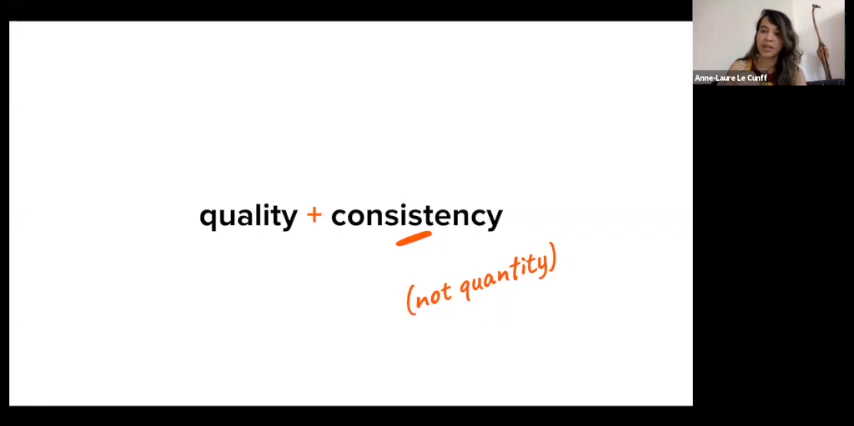 Anne-Laure Le Cunff
quality + consistency
(not quantity)